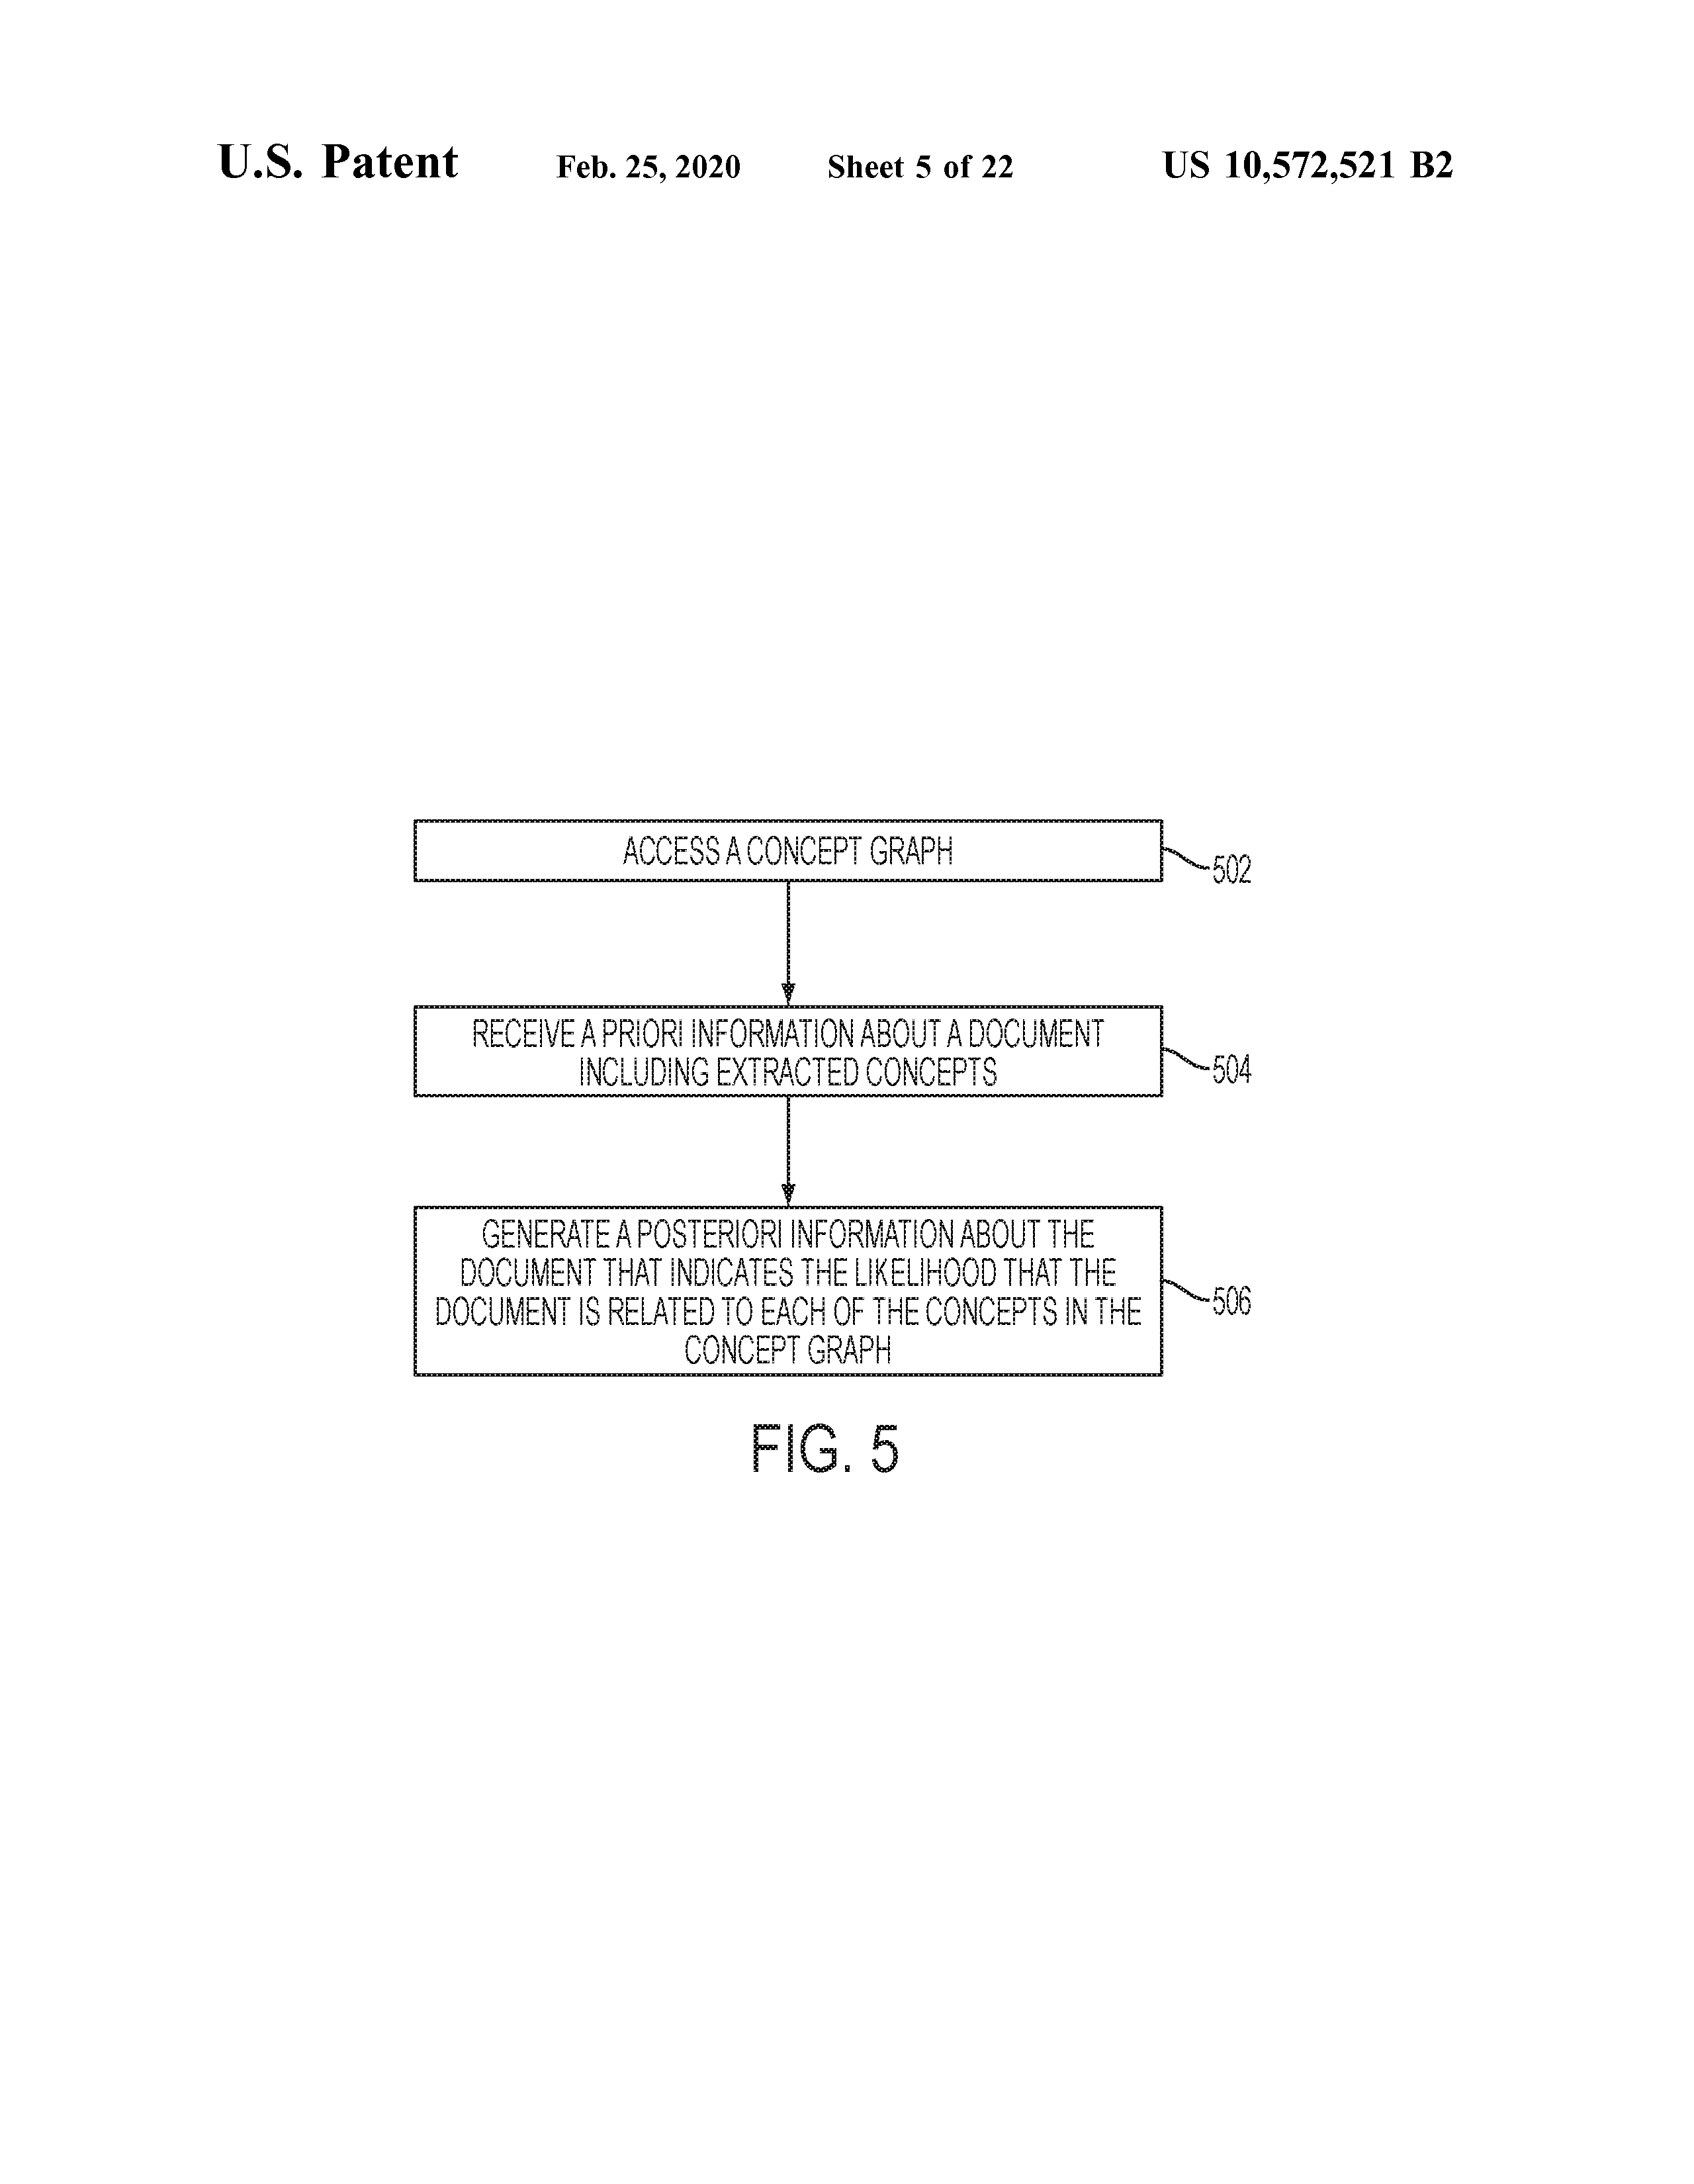 U.S. Patent Feb. 25, 2020 Sheet 5 of 22 US 10,572,521 B2
ACCESS A CONCEPT GRAPH
502
RECEIVE A PRIORI INFORMATION ABOUT A DOCUMENT
INCLUDING EXTRACTED CONCEPTS
504
GENERATE A POSTERIORI INFORMATION ABOUT THE
DOCUMENT THAT INDICATES THE LIKELIHOOD THAT THE
DOCUMENT IS RELATED TO EACH OF THE CONCEPTS IN THE
CONCEPT GRAPH
506
FIG. 5